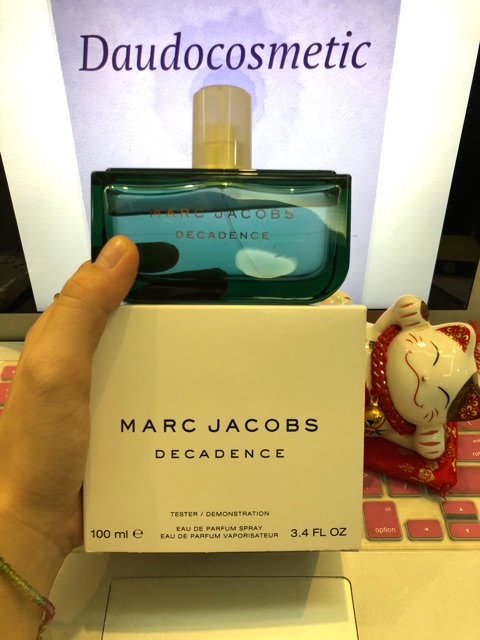 Daudocosmetic
MARC JACOBS
DECADENCE
MARC JACOBS
DECADENCE
TESTER / DEMONSTRATION
100 ml ℮
EAU DE PARFUM SPRAY
EAU DE PARFUM VAPORISATEUR
3.4 FL OZ
alt
option